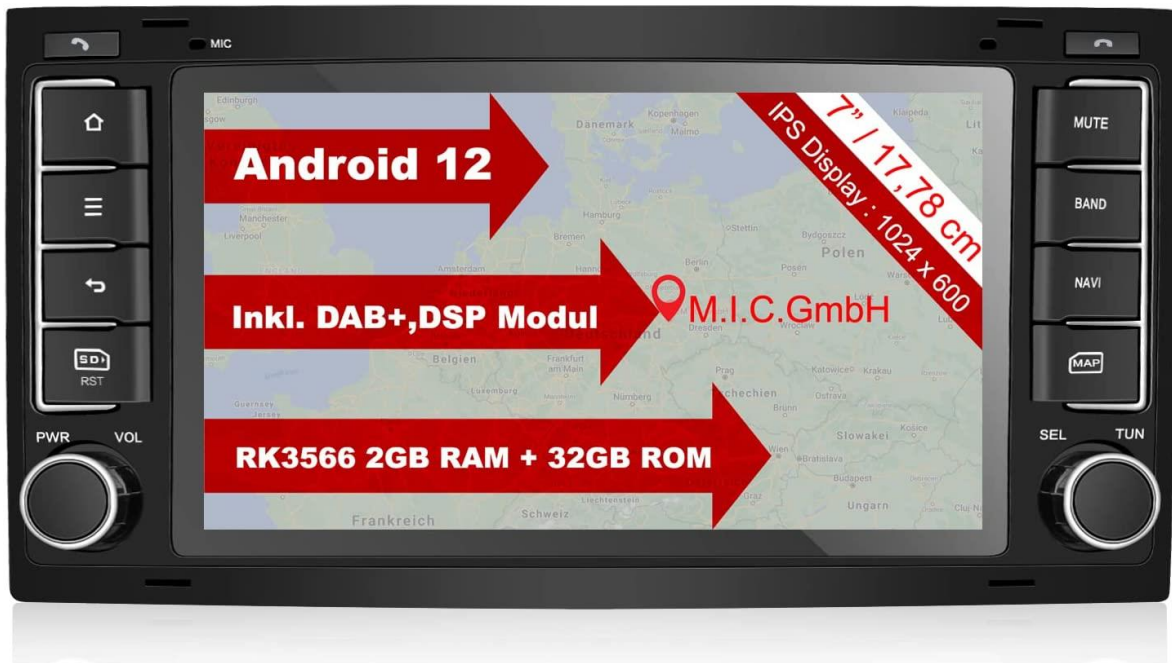 MIC
MUTE
BAND
NAVI
MAP
SD
RST
PWR VOL
SEL TUN
Android 12
Inkl. DAB+,DSP Modul
RK3566 2GB RAM + 32GB ROM
7" / 17,78 cm
IPS Display : 1024 x 600
M.I.C.GmbH
Edinburgh
Manchester
Liverpool
Dänemark
Kopenhagen
Malmö
Klaipėda
Hamburg
Bremen
Amsterdam
Berlin
Stettin
Bydgoszcz
Polen
Posen
Dresden
Belgien
Frankfurt
am Main
Luxemburg
Nürnberg
Prag
Katowice
Krakau
Ostrava
Brünn
Guernsey
Jersey
Slowakei
Košice
Wien
Bratislava
Budapest
Liechtenstein
Graz
Ungarn
Schweiz
Frankreich